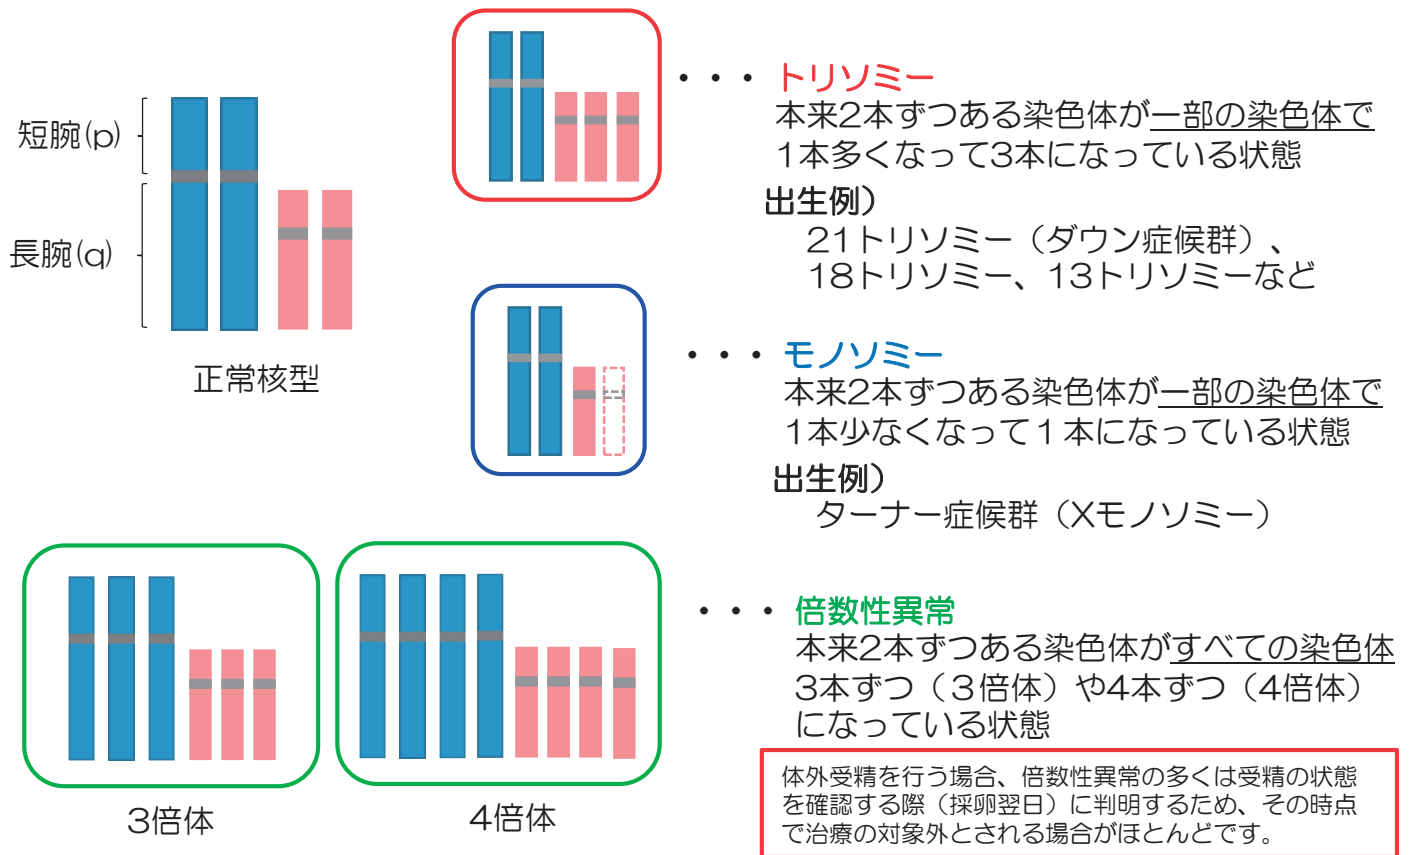 短腕(p)
長腕(q)
正常核型
・・・ トリソミー
本来2本ずつある染色体が一部の染色体で
1本多くなって3本になっている状態
出生例）
21トリソミー（ダウン症候群）、
18トリソミー、13トリソミーなど
・・・ モノソミー
本来2本ずつある染色体が一部の染色体で
1本少なくなって１本になっている状態
出生例）
ターナー症候群（Xモノソミー）
3倍体
4倍体
・・・ 倍数性異常
本来2本ずつある染色体がすべての染色体
3本ずつ（３倍体）や4本ずつ（4倍体）
になっている状態
体外受精を行う場合、倍数性異常の多くは受精の状態
を確認する際（採卵翌日）に判明するため、その時点
で治療の対象外とされる場合がほとんどです。